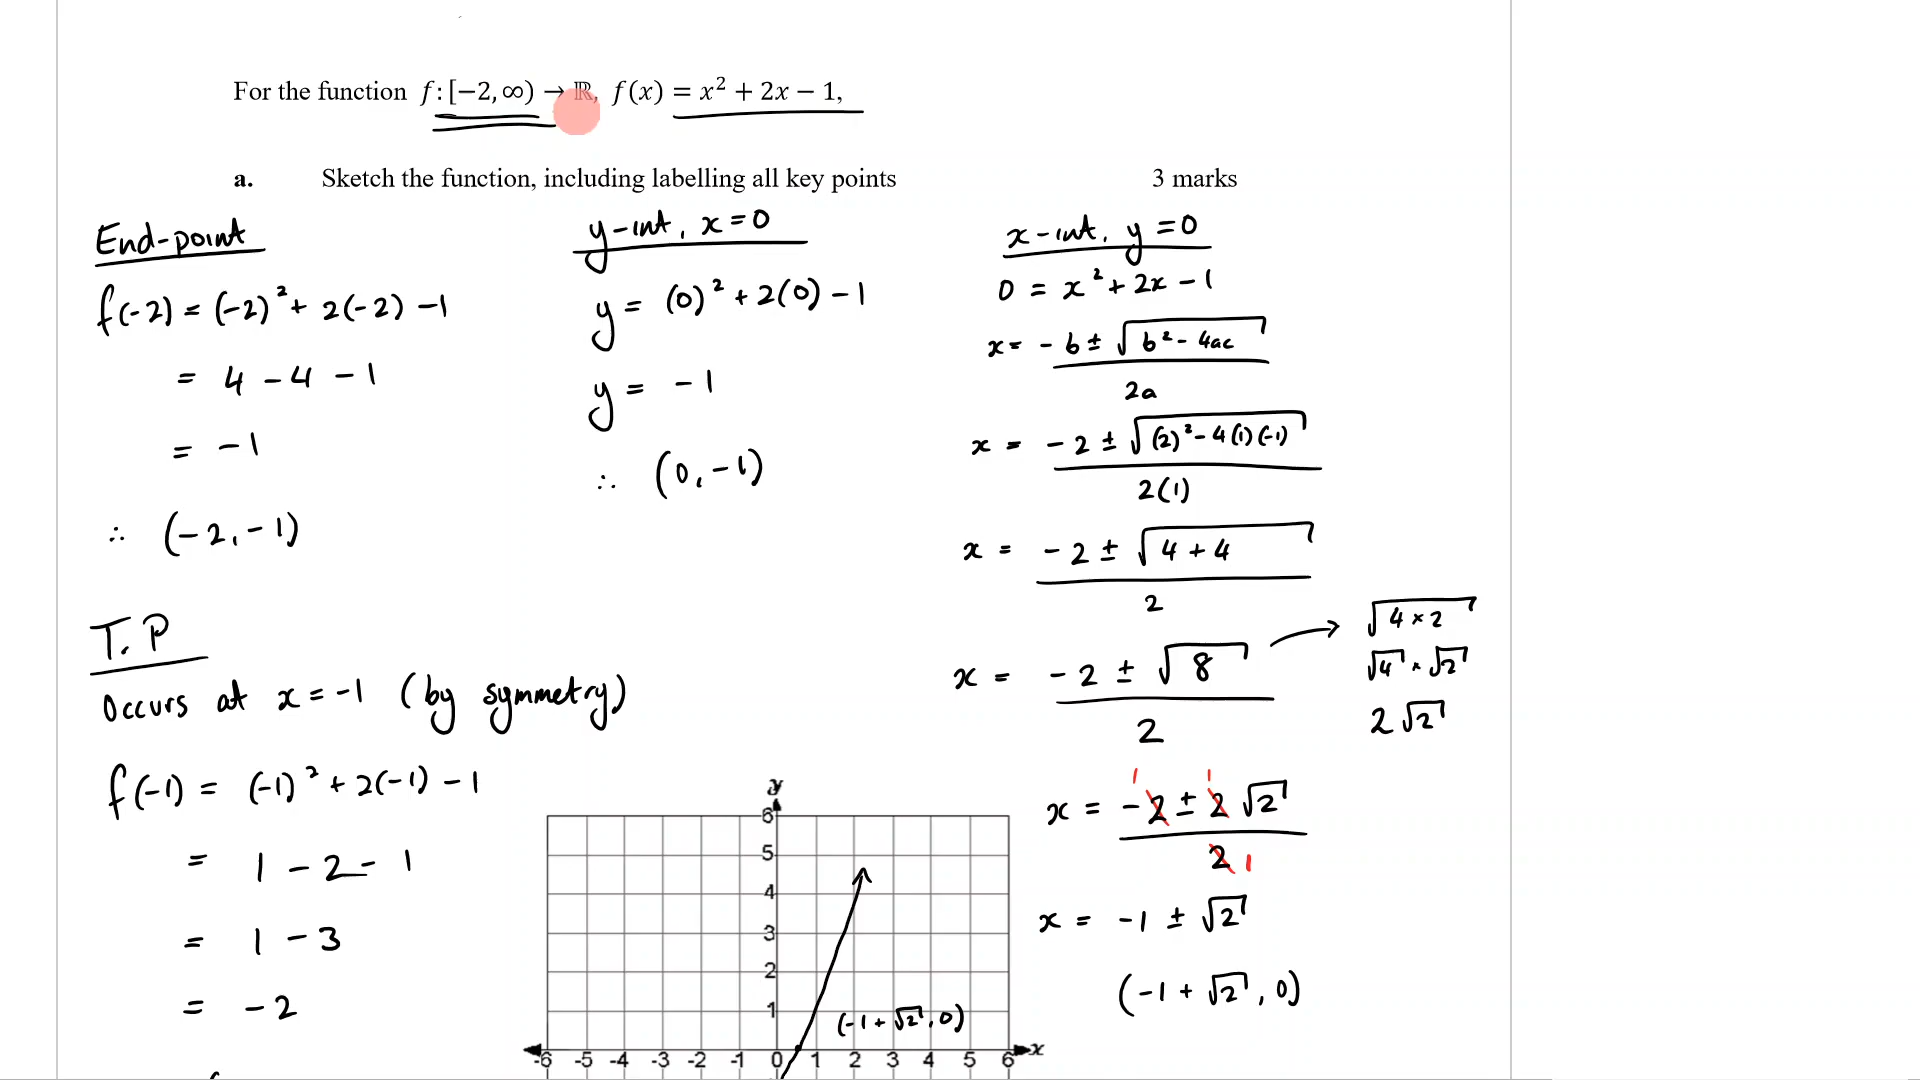 For the function f:[−2,∞) → ℝ, f(x) = x² + 2x − 1,
a. Sketch the function, including labelling all key points 3 marks
End-point
f(-2) = (-2)² + 2(-2) -1
= 4 - 4 - 1
= -1
∴ (-2, -1)
T.P
Occurs at x = -1 (by symmetry)
f(-1) = (-1)² + 2(-1) - 1
= 1 - 2 - 1
= 1 - 3
= -2
y-int, x = 0
y = (0)² + 2(0) - 1
y = -1
∴ (0, -1)
x-int, y = 0
0 = x² + 2x - 1
x = -b ± √(b² - 4ac) / 2a
x = -2 ± √((2)² - 4(1)(-1)) / 2(1)
x = -2 ± √(4 + 4) / 2
x = -2 ± √8 / 2
√(4 × 2)
√4 × √2
2√2
x = -2 ± 2√2 / 2
1 1
1
x = -1 ± √2
(-1 + √2, 0)
y
6
5
4
3
2
1
(-1 + √2, 0)
-6 -5 -4 -3 -2 -1 0 1 2 3 4 5 6 x